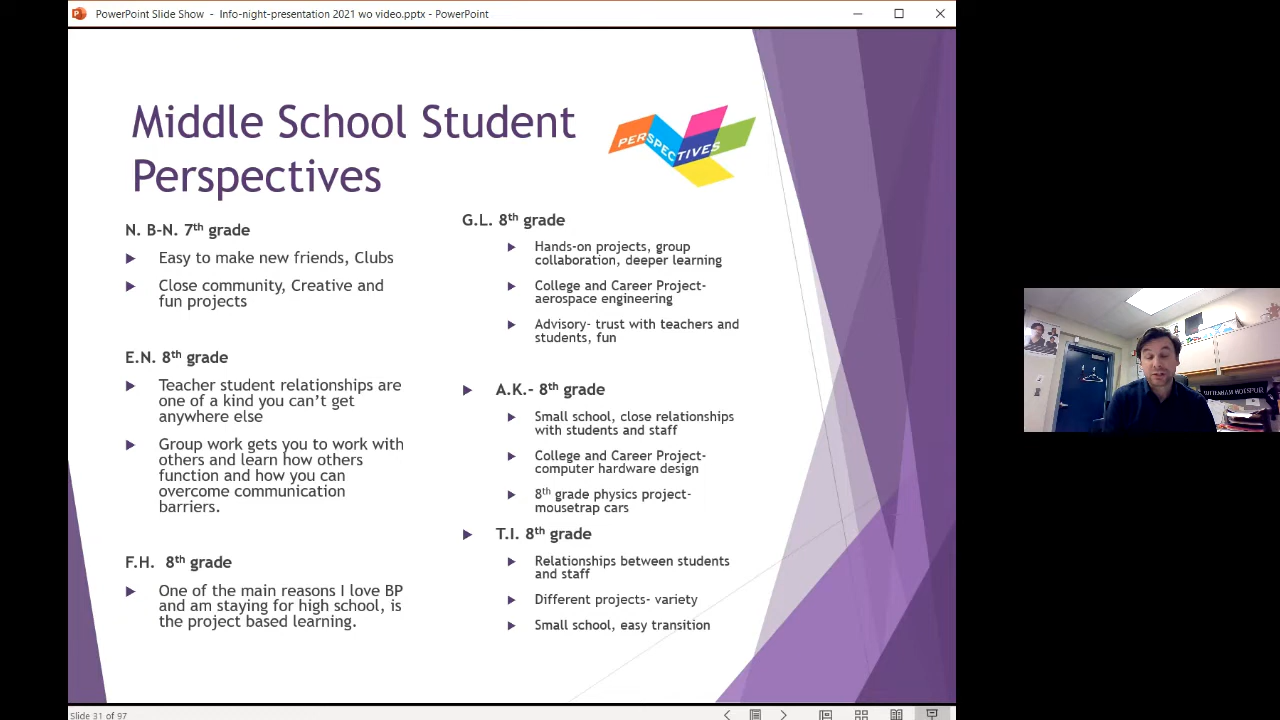 PowerPoint Slide Show - Info-night-presentation 2021 wo video.pptx - PowerPoint
Middle School Student
Perspectives
PERSPECTIVES
N. B-N. 7th grade
Easy to make new friends, Clubs
Close community, Creative and
fun projects
E.N. 8th grade
Teacher student relationships are
one of a kind you can’t get
anywhere else
Group work gets you to work with
others and learn how others
function and how you can
overcome communication
barriers.
F.H. 8th grade
One of the main reasons I love BP
and am staying for high school, is
the project based learning.
G.L. 8th grade
Hands-on projects, group
collaboration, deeper learning
College and Career Project-
aerospace engineering
Advisory- trust with teachers and
students, fun
A.K.- 8th grade
Small school, close relationships
with students and staff
College and Career Project-
computer hardware design
8th grade physics project-
mousetrap cars
T.I. 8th grade
Relationships between students
and staff
Different projects- variety
Small school, easy transition
Slide 31 of 97
HOTSPUR